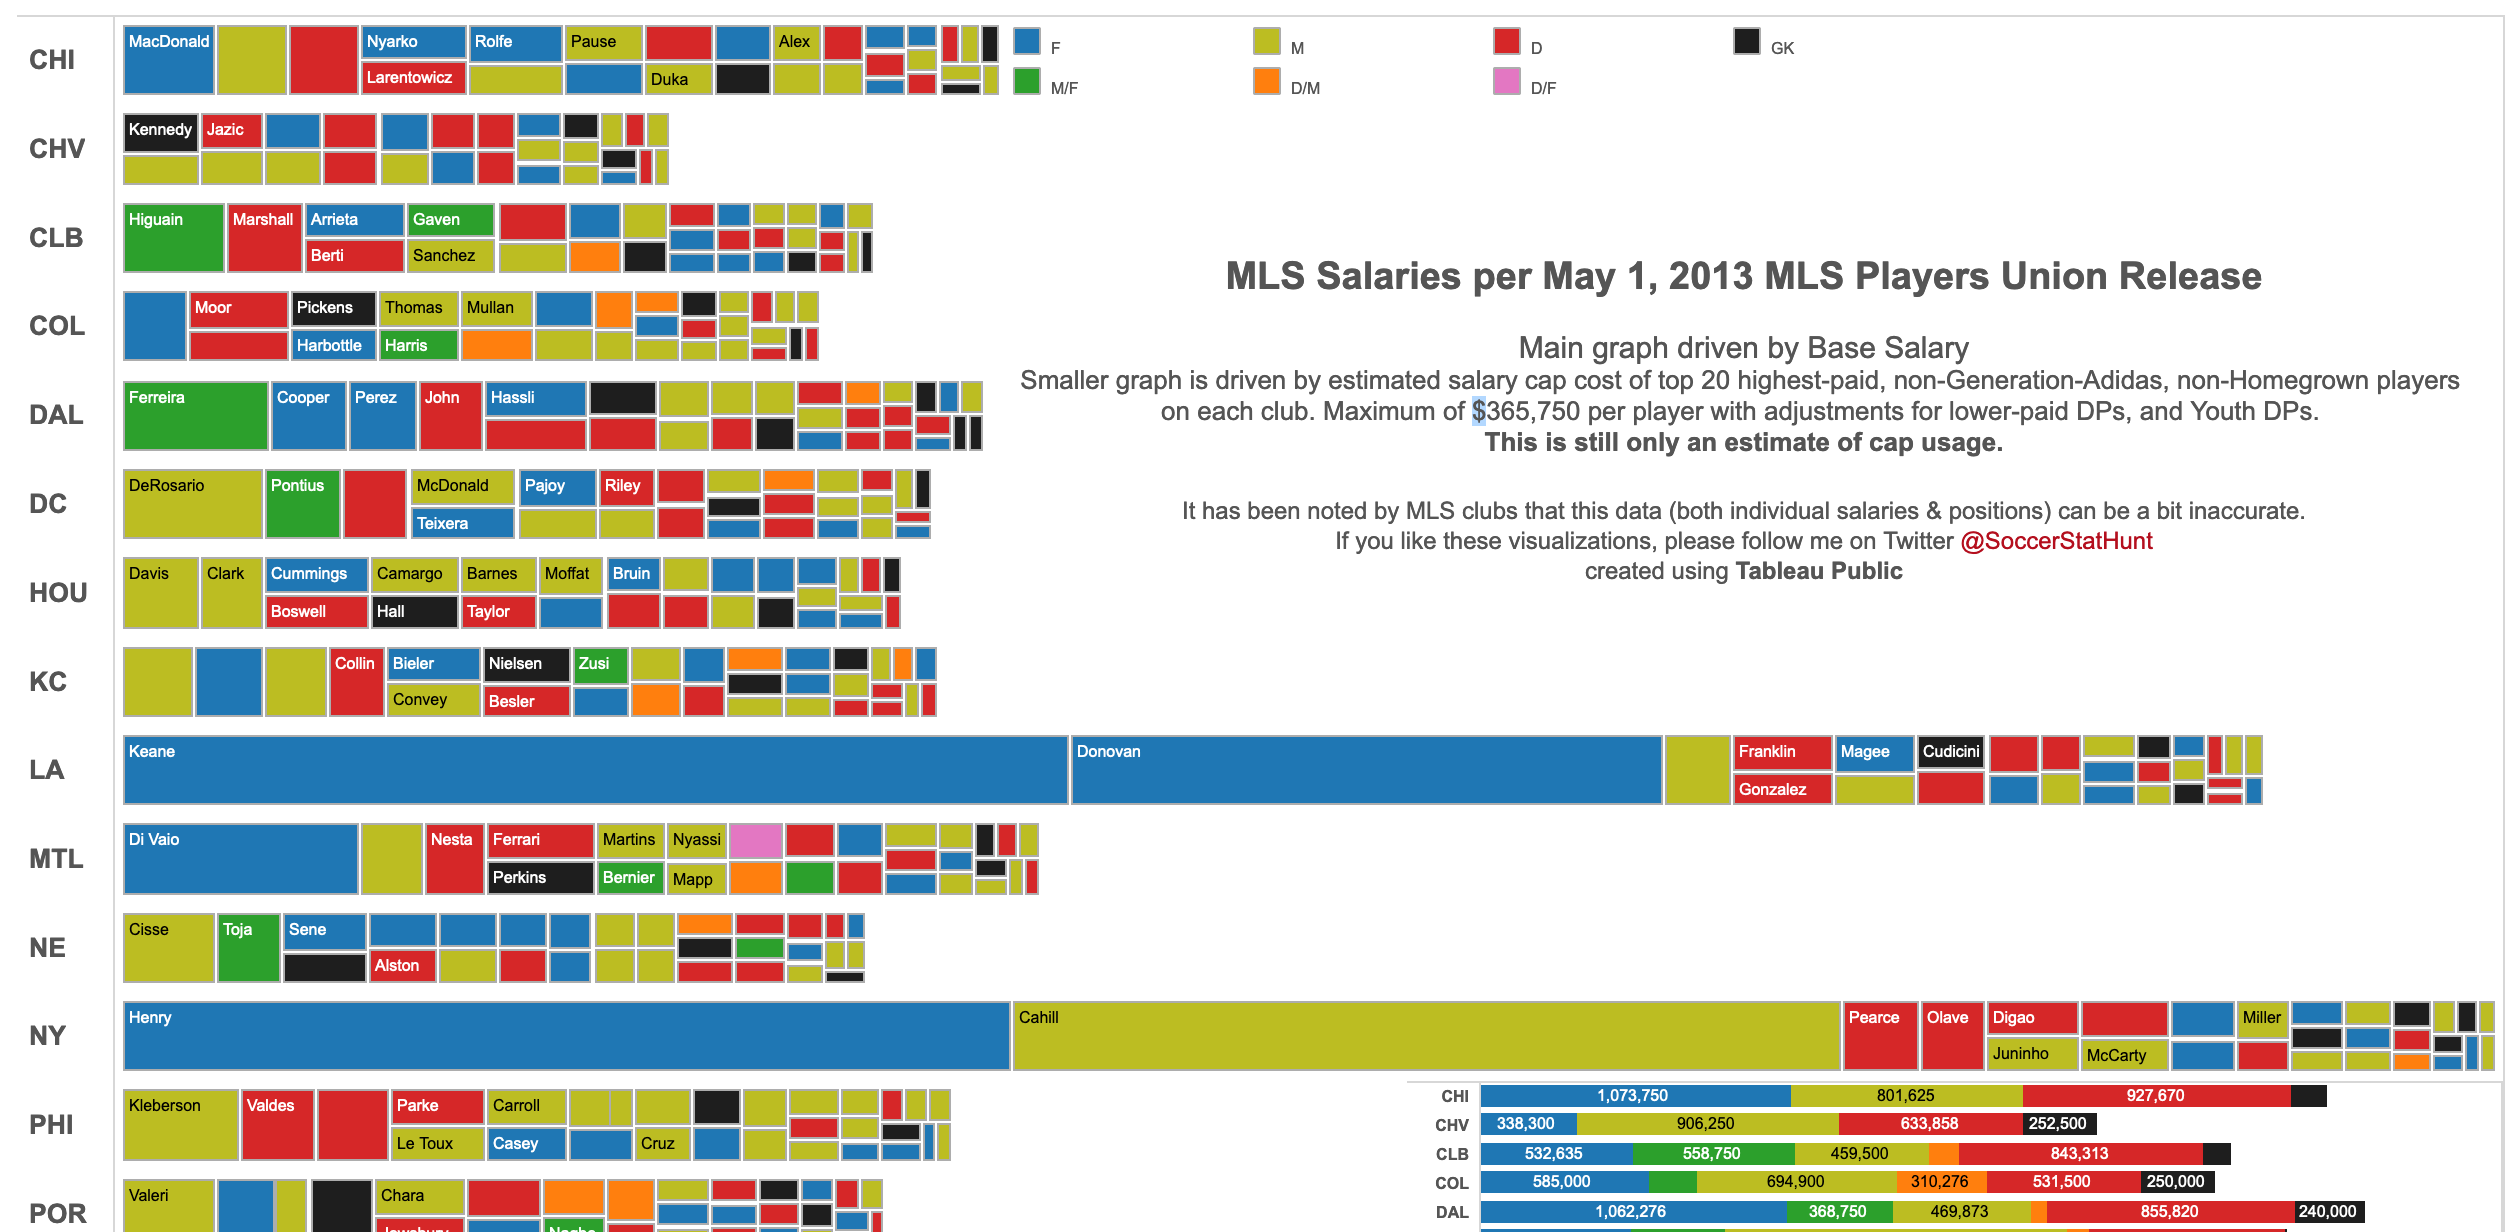 F M D GK
M/F D/M D/F
MLS Salaries per May 1, 2013 MLS Players Union Release
Main graph driven by Base Salary
Smaller graph is driven by estimated salary cap cost of top 20 highest-paid, non-Generation-Adidas, non-Homegrown players
on each club. Maximum of $365,750 per player with adjustments for lower-paid DPs, and Youth DPs.
This is still only an estimate of cap usage.
It has been noted by MLS clubs that this data (both individual salaries & positions) can be a bit inaccurate.
If you like these visualizations, please follow me on Twitter @SoccerStatHunt
created using Tableau Public
CHI
MacDonald Nyarko Rolfe Pause Alex
Larentowicz Duka
CHV
Kennedy Jazic
CLB
Higuain Marshall Arrieta Gaven
Berti Sanchez
COL
Moor Pickens Thomas Mullan
Harbottle Harris
DAL
Ferreira Cooper Perez John Hassli
DC
DeRosario Pontius McDonald Pajoy Riley
Teixera
HOU
Davis Clark Cummings Camargo Barnes Moffat Bruin
Boswell Hall Taylor
KC
Collin Bieler Nielsen Zusi
Convey Besler
LA
Keane Donovan Franklin Magee Cudicini
Gonzalez
MTL
Di Vaio Nesta Ferrari Martins Nyassi
Perkins Bernier Mapp
NE
Cisse Toja Sene
Alston
NY
Henry Cahill Pearce Olave Digao Miller
Juninho McCarty
PHI
Kleberson Valdes Parke Carroll
Le Toux Casey Cruz
POR
Valeri Chara
CHI 1,073,750 801,625 927,670
CHV 338,300 906,250 633,858 252,500
CLB 532,635 558,750 459,500 843,313
COL 585,000 694,900 310,276 531,500 250,000
DAL 1,062,276 368,750 469,873 855,820 240,000